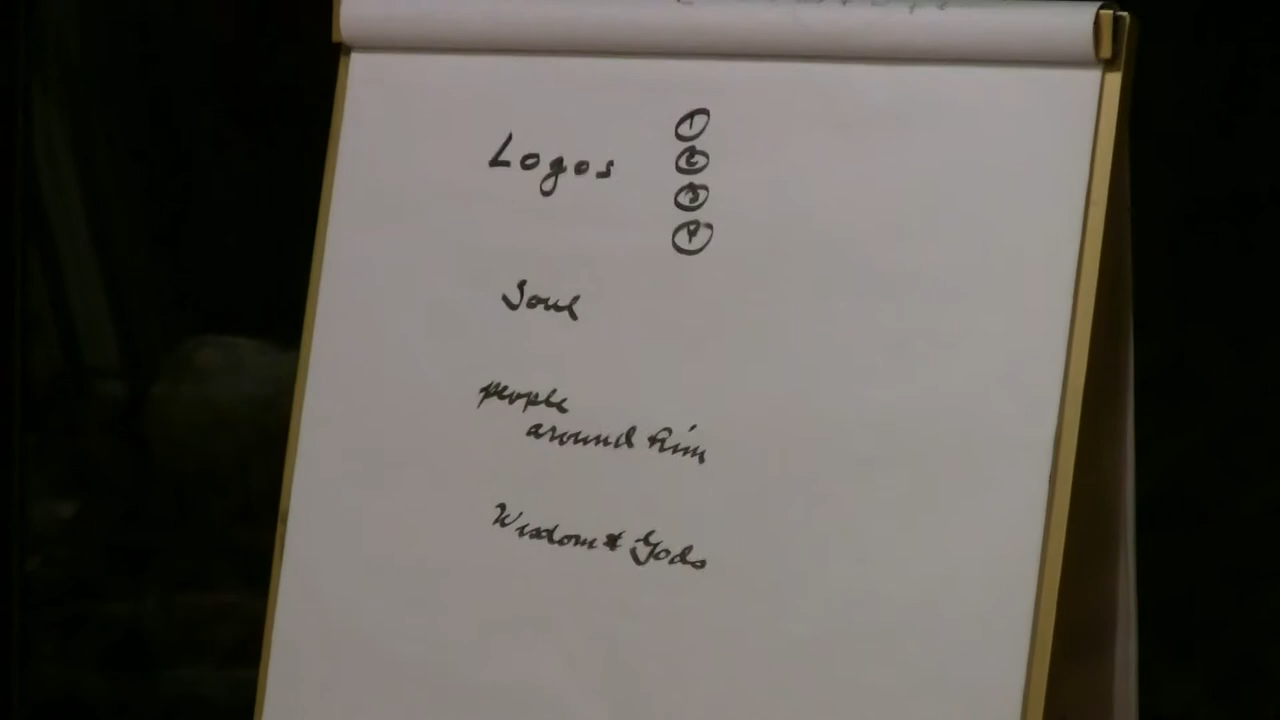 Logos
①
②
③
④
Soul
people
around him
Wisdom & Gods